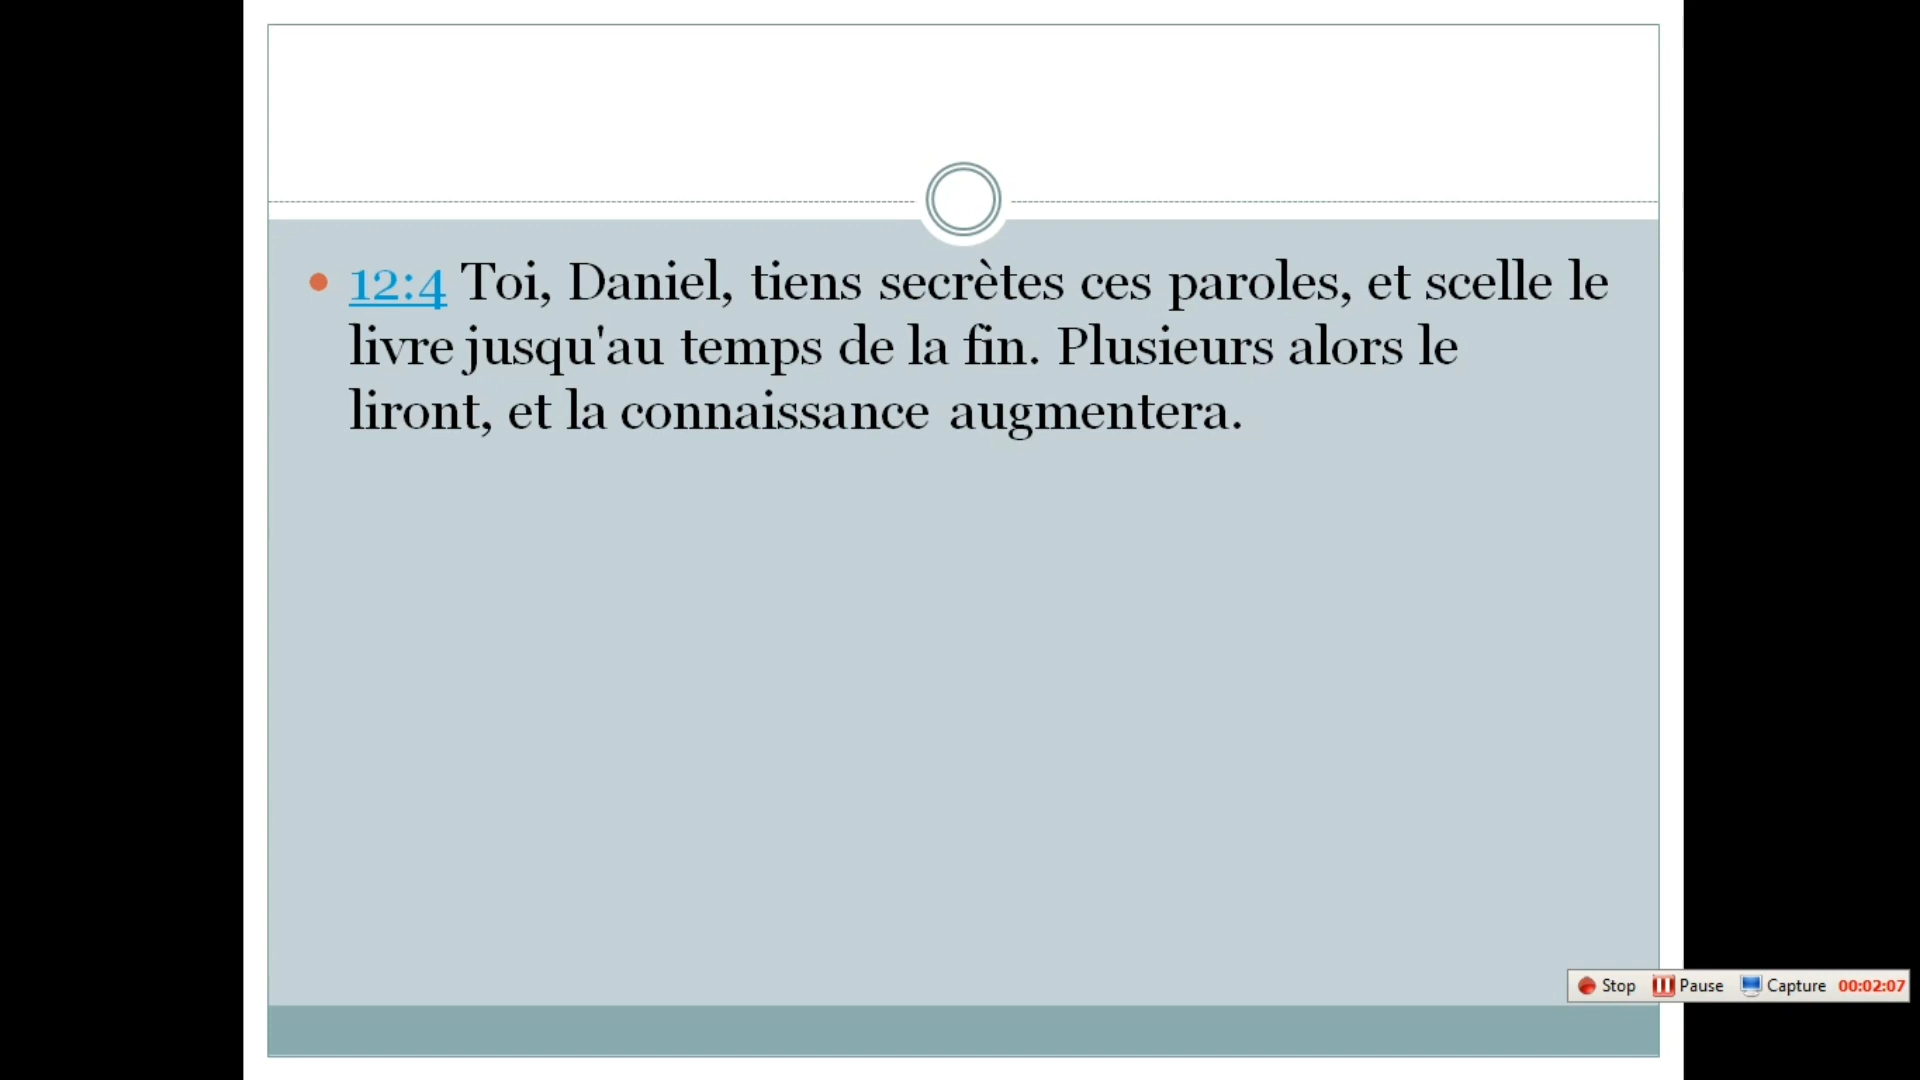 12:4 Toi, Daniel, tiens secrètes ces paroles, et scelle le
livre jusqu'au temps de la fin. Plusieurs alors le
liront, et la connaissance augmentera.
Stop Pause Capture 00:02:07